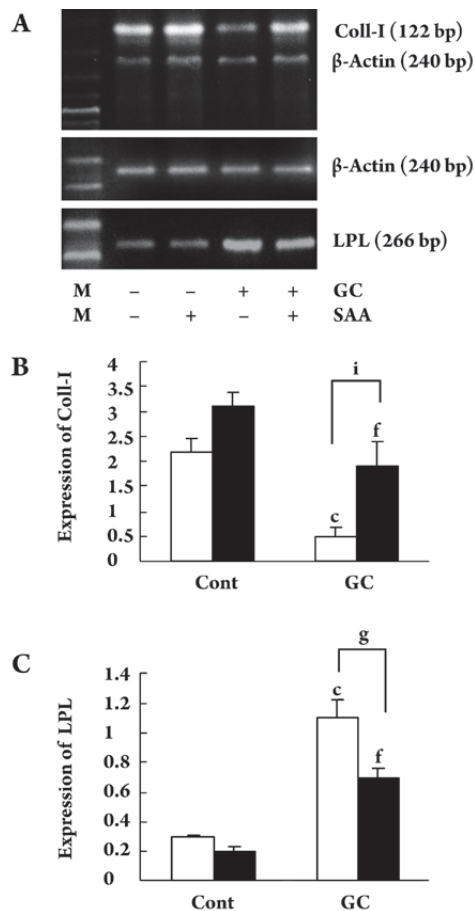 A
Coll-I (122 bp)
β-Actin (240 bp)
β-Actin (240 bp)
LPL (266 bp)
M – – + + GC
M – + – + SAA
B
Expression of Coll-I
4
3.5
3
2.5
2
1.5
1
0.5
0
i
f
c
Cont GC
C
Expression of LPL
1.4
1.2
1
0.8
0.6
0.4
0.2
0
g
c
f
Cont GC